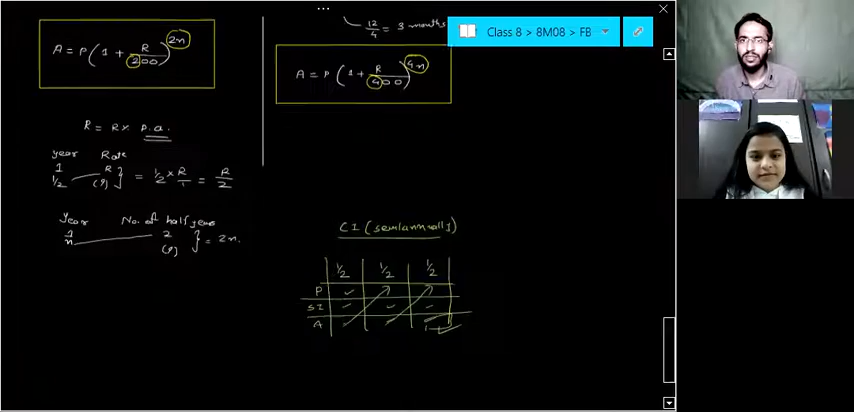 ...
12/4 = 3 months
Class 8 > 8M08 > FB
A = P ( 1 + R/200 )^2n
A = P ( 1 + R/400 )^4n
R = R% p.a.
year Rate
1 R
1/2 (?) } = 1/2 × R/1 = R/2
Year No. of half years
1 2
n (?) } = 2n.
CI (semiannually)
1/2 1/2 1/2
P
SI
A